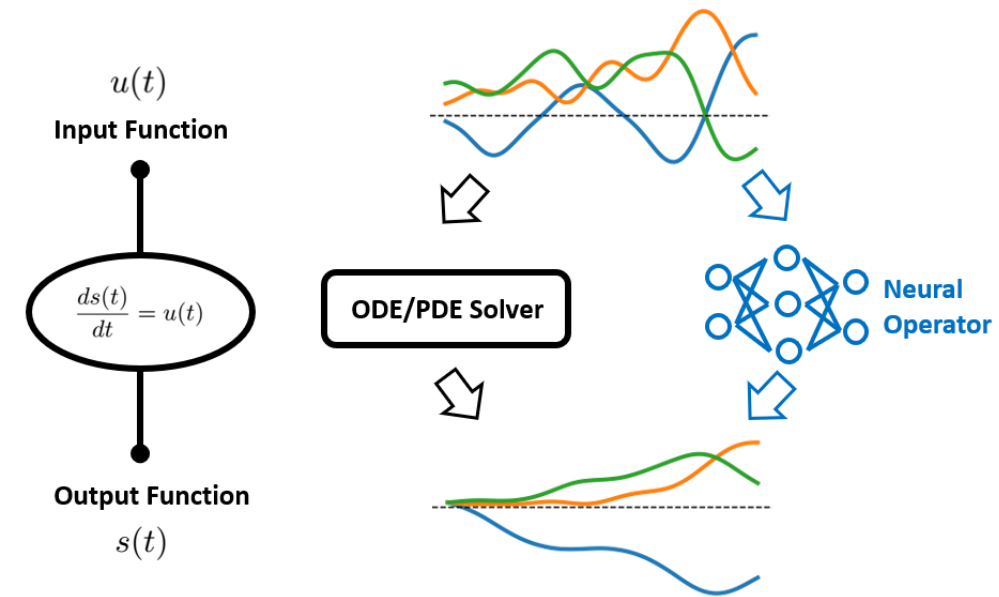 u(t)
Input Function
ds(t)
dt
= u(t)
ODE/PDE Solver
Neural
Operator
Output Function
s(t)